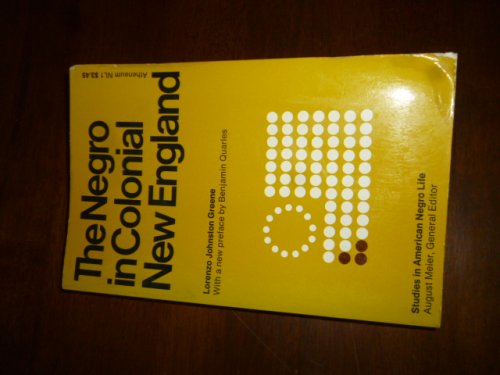 Atheneum NL1 $3.45
The Negro
in Colonial
New England
Lorenzo Johnston Greene
With a new preface by Benjamin Quarles
Studies in American Negro Life
August Meier, General Editor